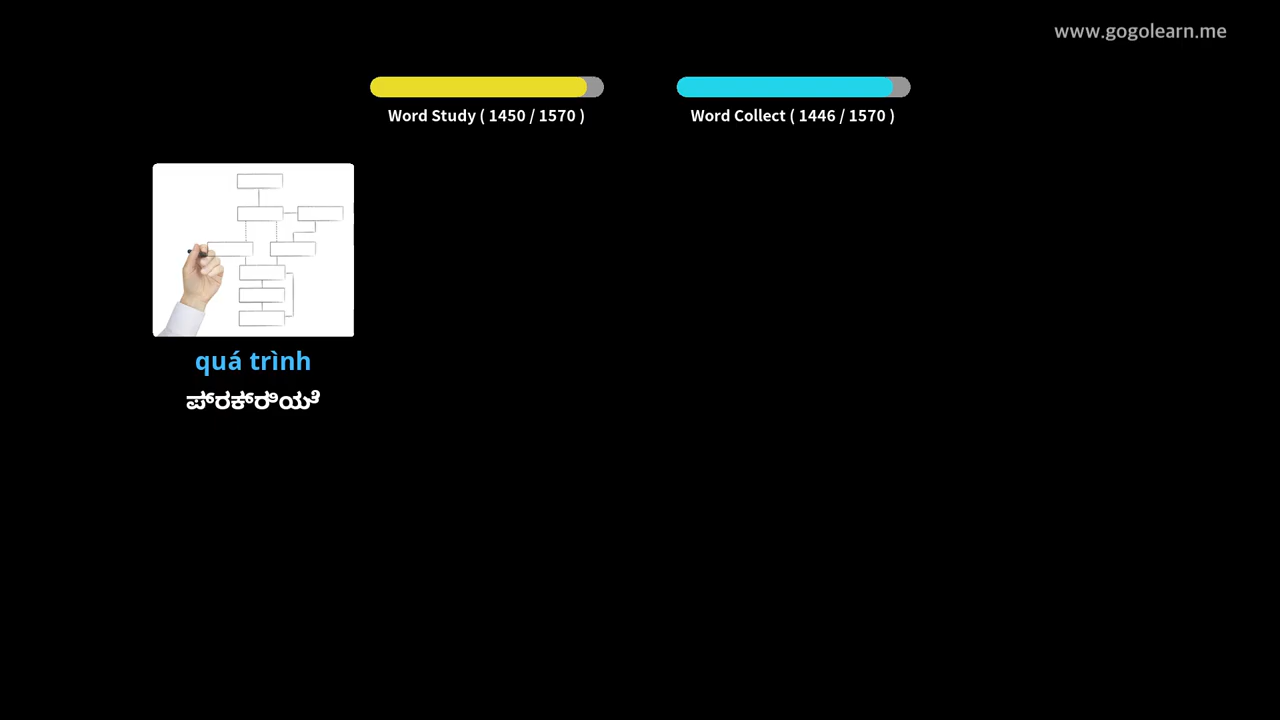 www.gogolearn.me
Word Study ( 1450 / 1570 )
Word Collect ( 1446 / 1570 )
quá trình
ಪ್ರಕ್ರಿಯೆ